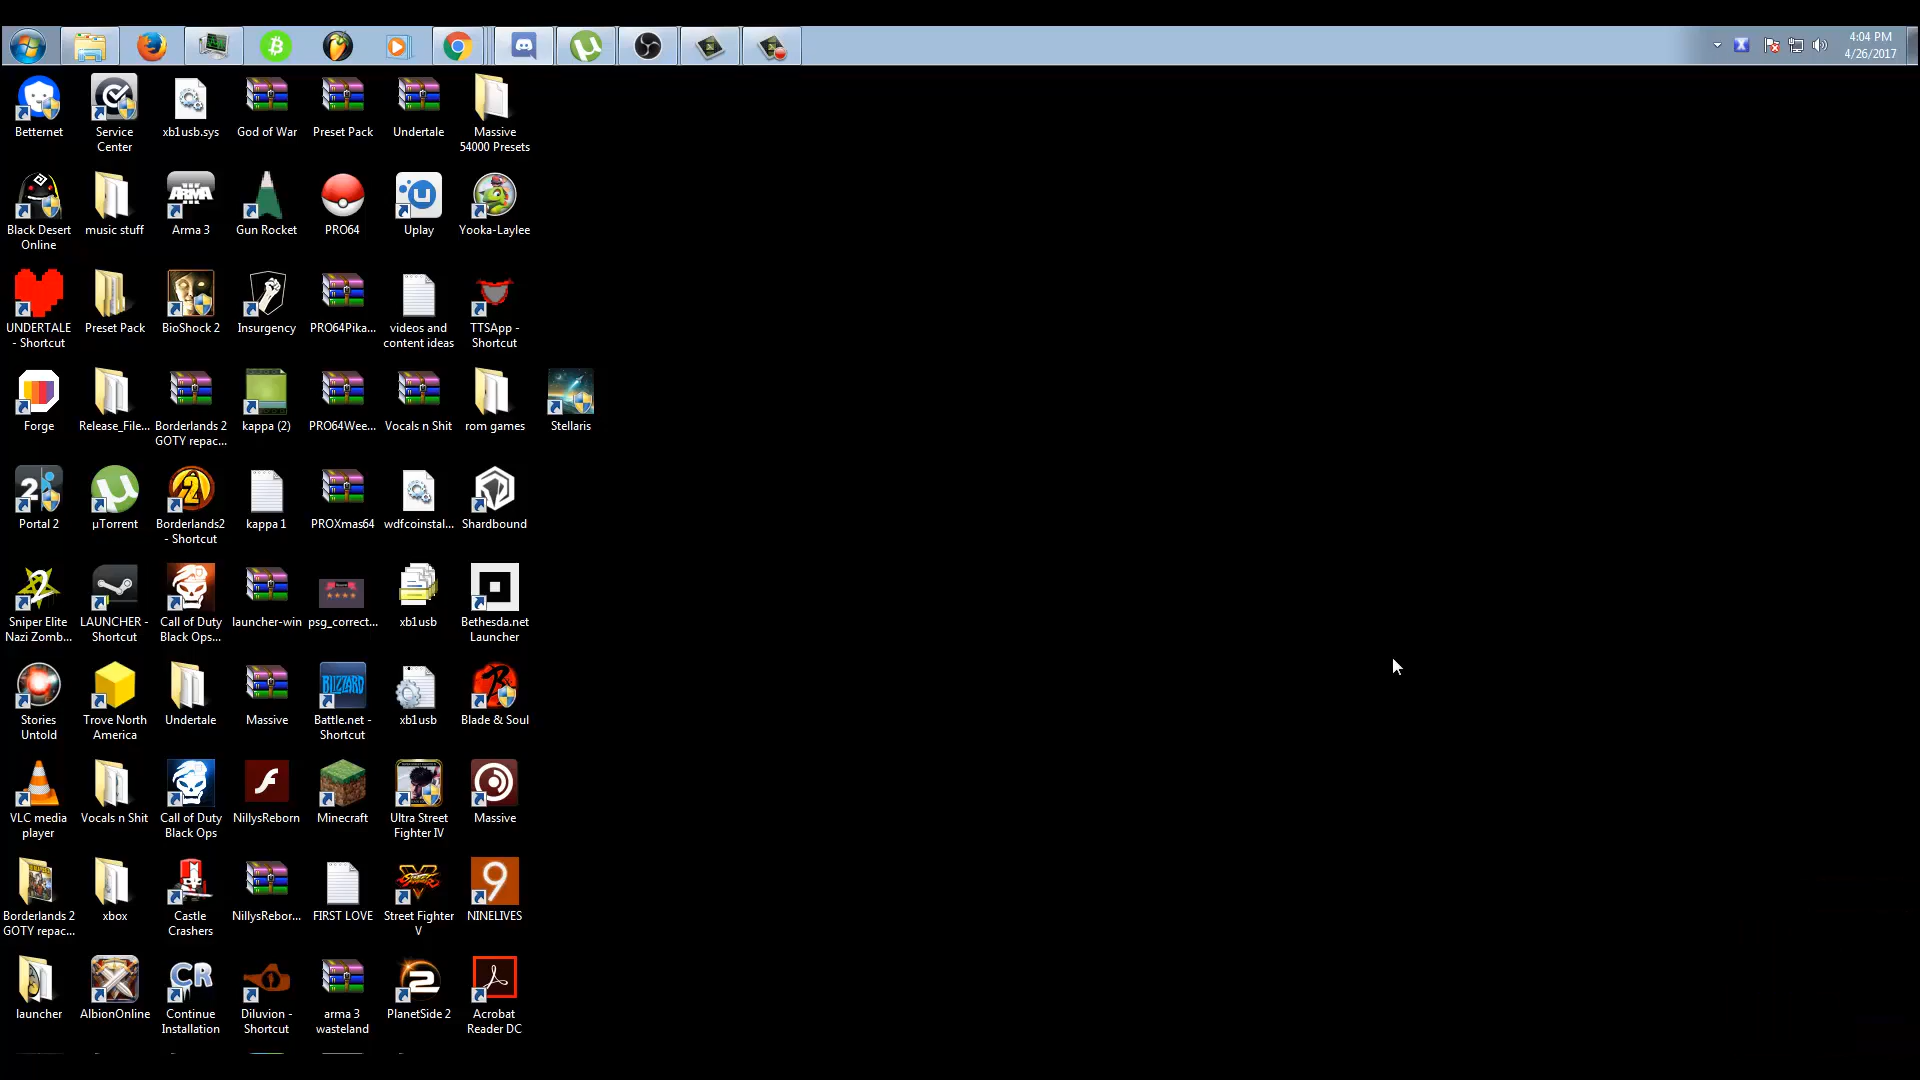 4:04 PM
4/26/2017
Betternet
Service
Center
xb1usb.sys
God of War
Preset Pack
Undertale
Massive
54000 Presets
Black Desert
Online
music stuff
ARMA
Arma 3
Gun Rocket
PRO64
Uplay
Yooka-Laylee
UNDERTALE
- Shortcut
Preset Pack
BioShock 2
Insurgency
PRO64Pika...
videos and
content ideas
TTSApp -
Shortcut
Forge
Release_File...
Borderlands 2
GOTY repac...
kappa (2)
PRO64Wee...
Vocals n Shit
rom games
Stellaris
Portal 2
µTorrent
Borderlands2
- Shortcut
kappa 1
PROXmas64
wdfcoinstal...
Shardbound
Sniper Elite
Nazi Zomb...
LAUNCHER -
Shortcut
Call of Duty
Black Ops...
launcher-win
psg_correct...
xb1usb
Bethesda.net
Launcher
Stories
Untold
Trove North
America
Undertale
Massive
BLIZZARD
Battle.net -
Shortcut
xb1usb
Blade & Soul
VLC media
player
Vocals n Shit
Call of Duty
Black Ops
NillysReborn
Minecraft
Ultra Street
Fighter IV
Massive
Borderlands 2
GOTY repac...
xbox
Castle
Crashers
NillysRebor...
FIRST LOVE
Street Fighter
V
9
NINELIVES
launcher
AlbionOnline
CR
Continue
Installation
Diluvion -
Shortcut
arma 3
wasteland
2
PlanetSide 2
Acrobat
Reader DC